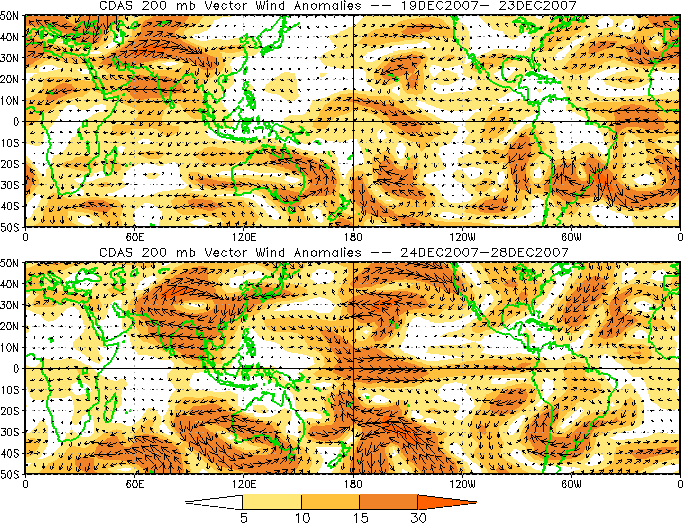 CDAS 200 mb Vector Wind Anomalies -- 19DEC2007- 23DEC2007
50N
40N
30N
20N
10N
0
10S
20S
30S
40S
50S
0 60E 120E 180 120W 60W 0
CDAS 200 mb Vector Wind Anomalies -- 24DEC2007-28DEC2007
50N
40N
30N
20N
10N
0
10S
20S
30S
40S
50S
0 60E 120E 180 120W 60W 0
5 10 15 30